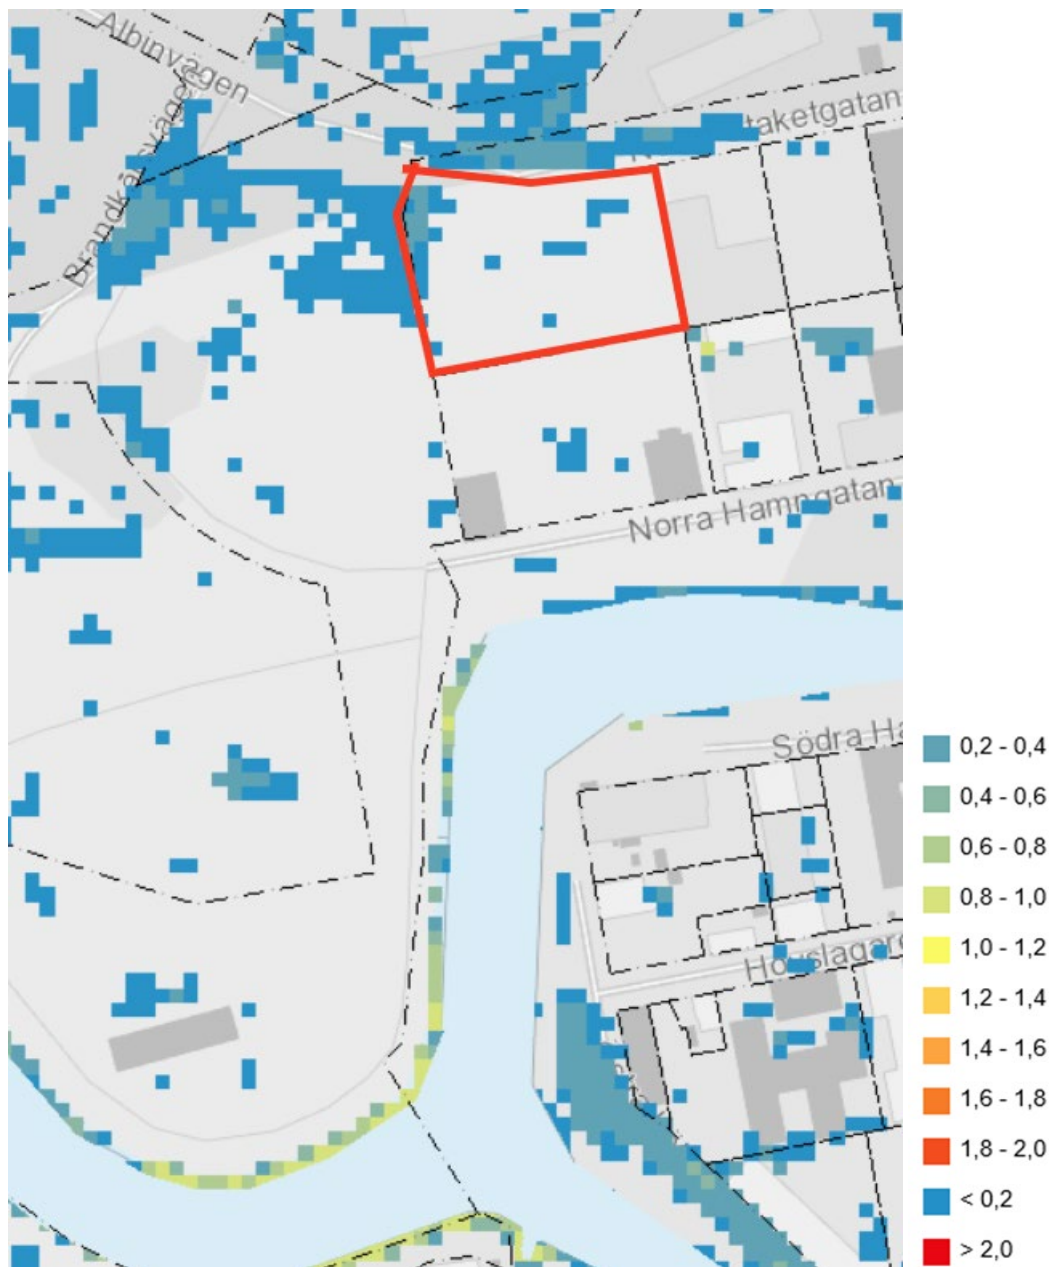 Albinvägen
taketgatan
Brandkårsvägen
Norra Hamngatan
Södra Ha
Hovslagare
0,2 - 0,4
0,4 - 0,6
0,6 - 0,8
0,8 - 1,0
1,0 - 1,2
1,2 - 1,4
1,4 - 1,6
1,6 - 1,8
1,8 - 2,0
< 0,2
> 2,0